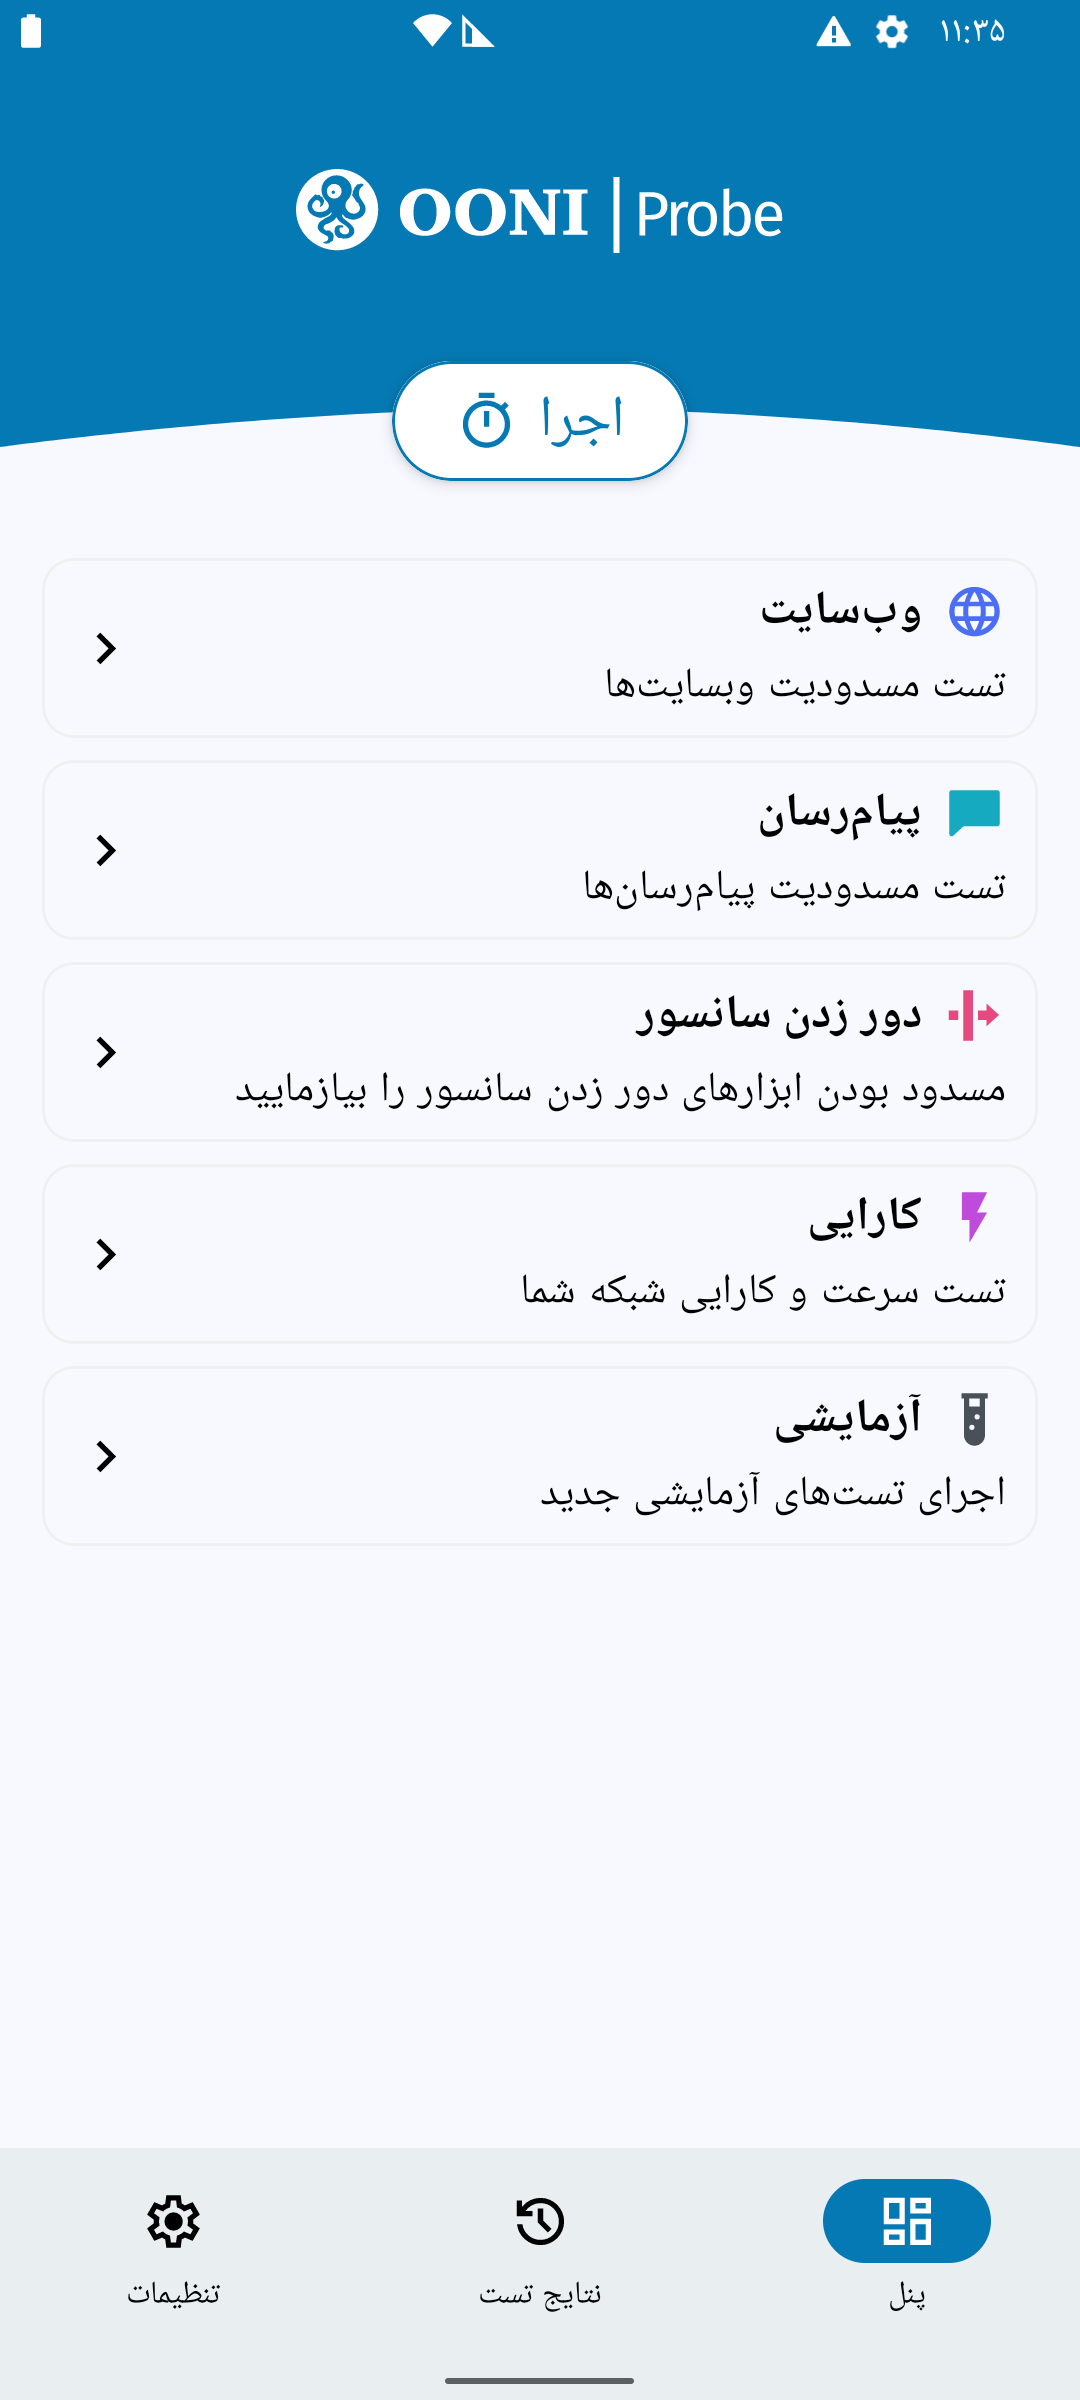 ۱۱:۳۵
OONI | Probe
اجرا
وب‌سایت
تست مسدودیت وبسایت‌ها
پیام‌رسان
تست مسدودیت پیام‌رسان‌ها
دور زدن سانسور
مسدود بودن ابزارهای دور زدن سانسور را بیازمایید
کارایی
تست سرعت و کارایی شبکه شما
آزمایشی
اجرای تست‌های آزمایشی جدید
پنل
نتایج تست
تنظیمات